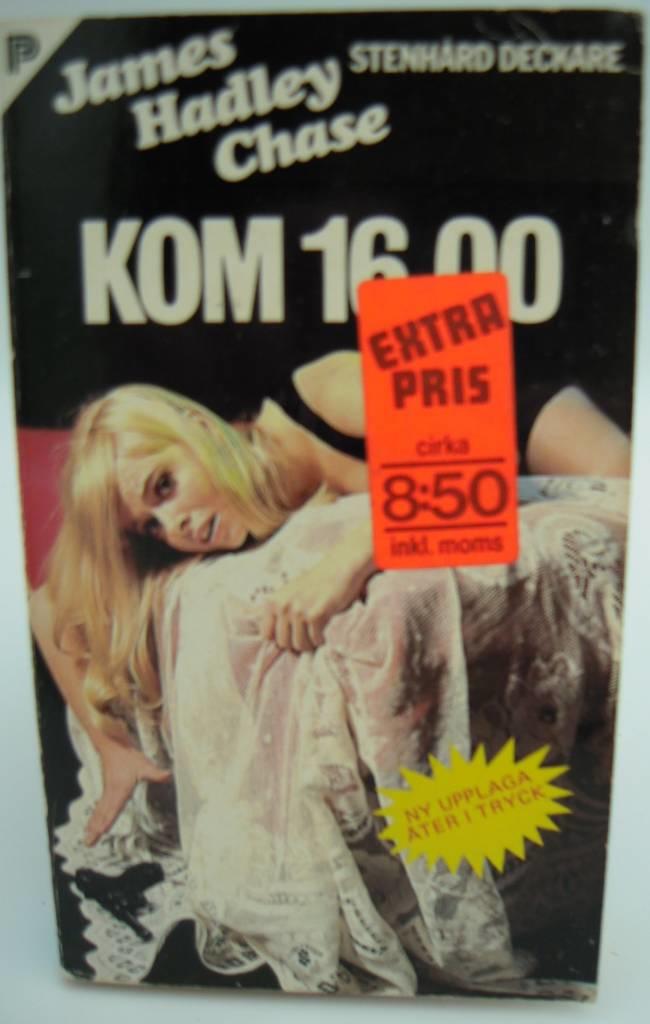 P
James
Hadley
Chase
STENHÅRD DECKARE
KOM 16.00
EXTRA
PRIS
cirka
8:50
inkl. moms
NY UPPLAGA
ÅTER I TRYCK